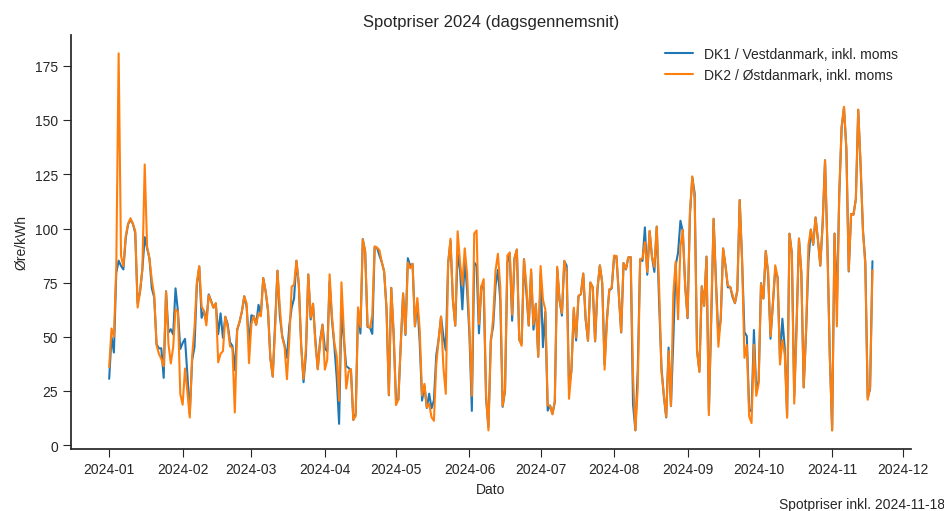 Spotpriser 2024 (dagsgennemsnit)
DK1 / Vestdanmark, inkl. moms
DK2 / Østdanmark, inkl. moms
Øre/kWh
175
150
125
100
75
50
25
0
2024-01 2024-02 2024-03 2024-04 2024-05 2024-06 2024-07 2024-08 2024-09 2024-10 2024-11 2024-12
Dato
Spotpriser inkl. 2024-11-18